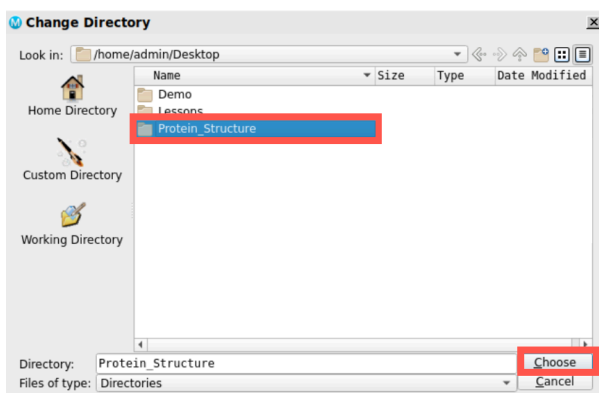 Change Directory
Look in: /home/admin/Desktop
Name Size Type Date Modified
Demo
Lessons
Protein_Structure
Home Directory
Custom Directory
Working Directory
Directory: Protein_Structure Choose
Files of type: Directories Cancel